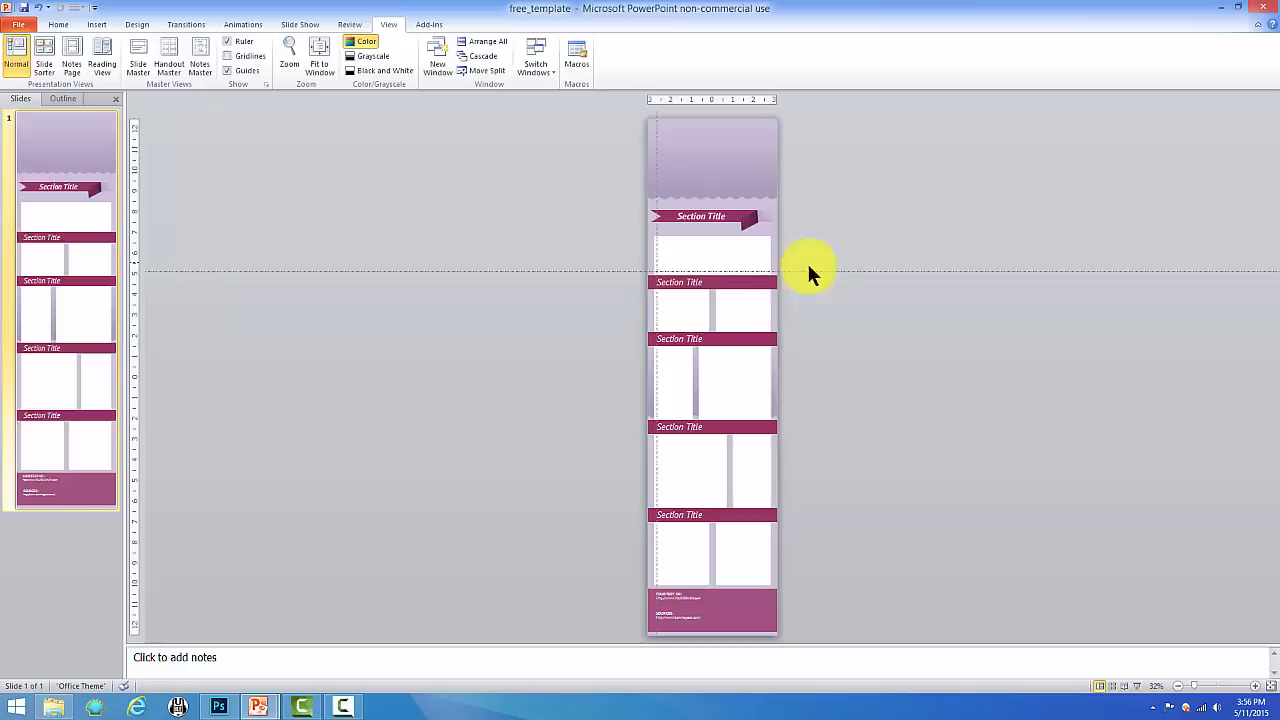 free_template - Microsoft PowerPoint non-commercial use
File Home Insert Design Transitions Animations Slide Show Review View Add-Ins
Normal
Slide Sorter
Notes Page
Reading View
Presentation Views
Slide Master
Handout Master
Notes Master
Master Views
Ruler
Gridlines
Guides
Show
Zoom
Fit to Window
Zoom
Color
Grayscale
Black and White
Color/Grayscale
New Window
Arrange All
Cascade
Move Split
Window
Switch Windows
Macros
Macros
Slides Outline
1
Section Title
Section Title
Section Title
Section Title
Section Title
Section Title
Section Title
Section Title
Section Title
Section Title
COURTESY OF:
SOURCES:
Click to add notes
Slide 1 of 1 "Office Theme" 32%
Ps
3:56 PM
5/11/2015